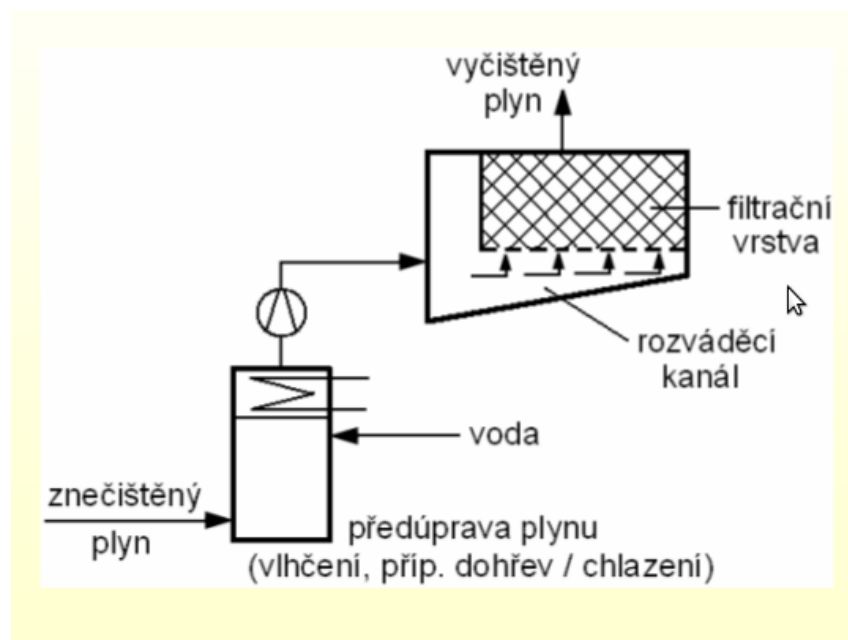 vyčištěný
plyn
filtrační
vrstva
rozváděcí
kanál
voda
znečištěný
plyn
předúprava plynu
(vlhčení, příp. dohřev / chlazení)